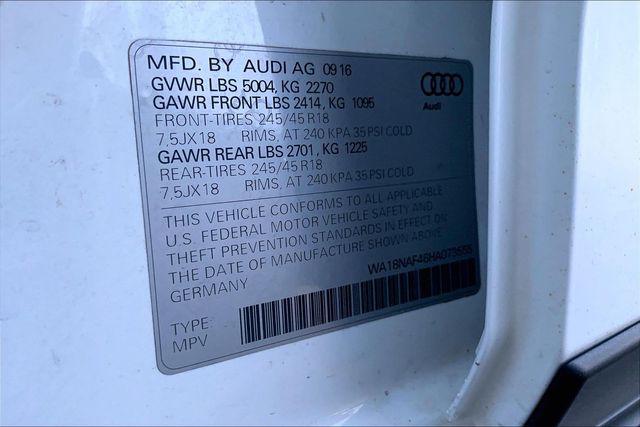 MFD. BY AUDI AG 09 16
GVWR LBS 5004, KG 2270
GAWR FRONT LBS 2414, KG 1095
FRONT-TIRES 245/45 R18
7,5JX18 RIMS, AT 240 KPA 35 PSI COLD
GAWR REAR LBS 2701, KG 1225
REAR-TIRES 245/45 R18
7,5JX18 RIMS, AT 240 KPA 35 PSI COLD
Audi
THIS VEHICLE CONFORMS TO ALL APPLICABLE
U.S. FEDERAL MOTOR VEHICLE SAFETY AND
THEFT PREVENTION STANDARDS IN EFFECT ON
THE DATE OF MANUFACTURE SHOWN ABOVE
GERMANY
TYPE:
MPV